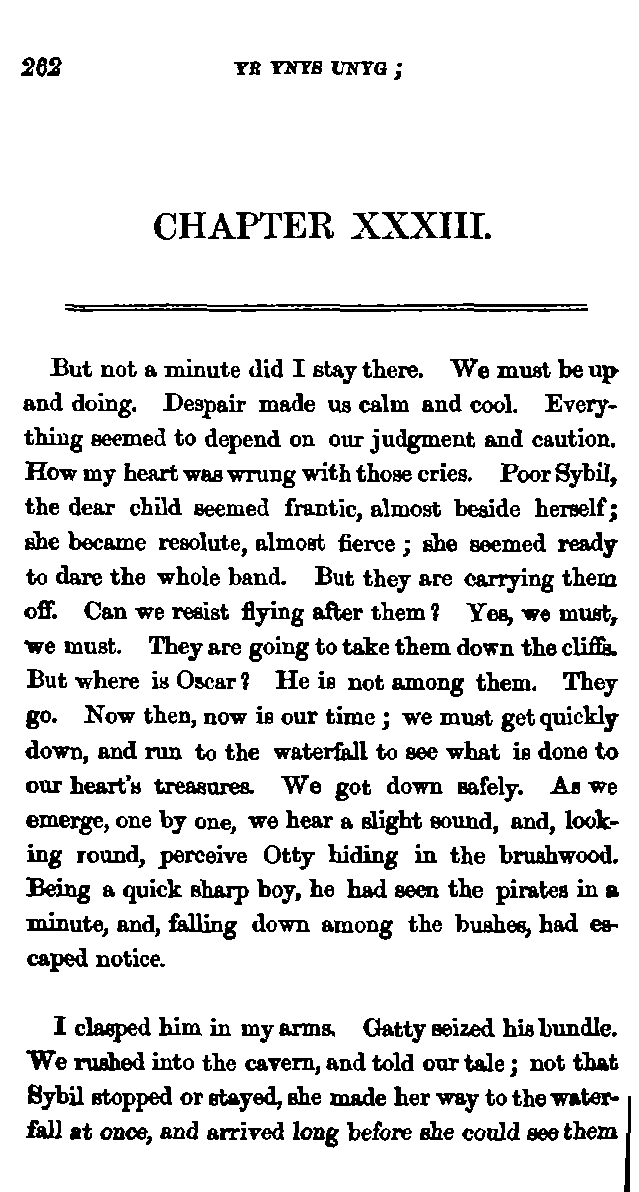 262 YR YNYS UNYG ;
CHAPTER XXXIII.
But not a minute did I stay there. We must be up
and doing. Despair made us calm and cool. Every-
thing seemed to depend on our judgment and caution.
How my heart was wrung with those cries. Poor Sybil,
the dear child seemed frantic, almost beside herself;
she became resolute, almost fierce ; she seemed ready
to dare the whole band. But they are carrying them
off. Can we resist flying after them? Yes, we must,
we must. They are going to take them down the cliffs.
But where is Oscar? He is not among them. They
go. Now then, now is our time ; we must get quickly
down, and run to the waterfall to see what is done to
our heart's treasures. We got down safely. As we
emerge, one by one, we hear a slight sound, and, look-
ing round, perceive Otty hiding in the brushwood.
Being a quick sharp boy, he had seen the pirates in a
minute, and, falling down among the bushes, had es-
caped notice.
I clasped him in my arms. Gatty seized his bundle.
We rushed into the cavern, and told our tale ; not that
Sybil stopped or stayed, she made her way to the water-
fall at once, and arrived long before she could see them